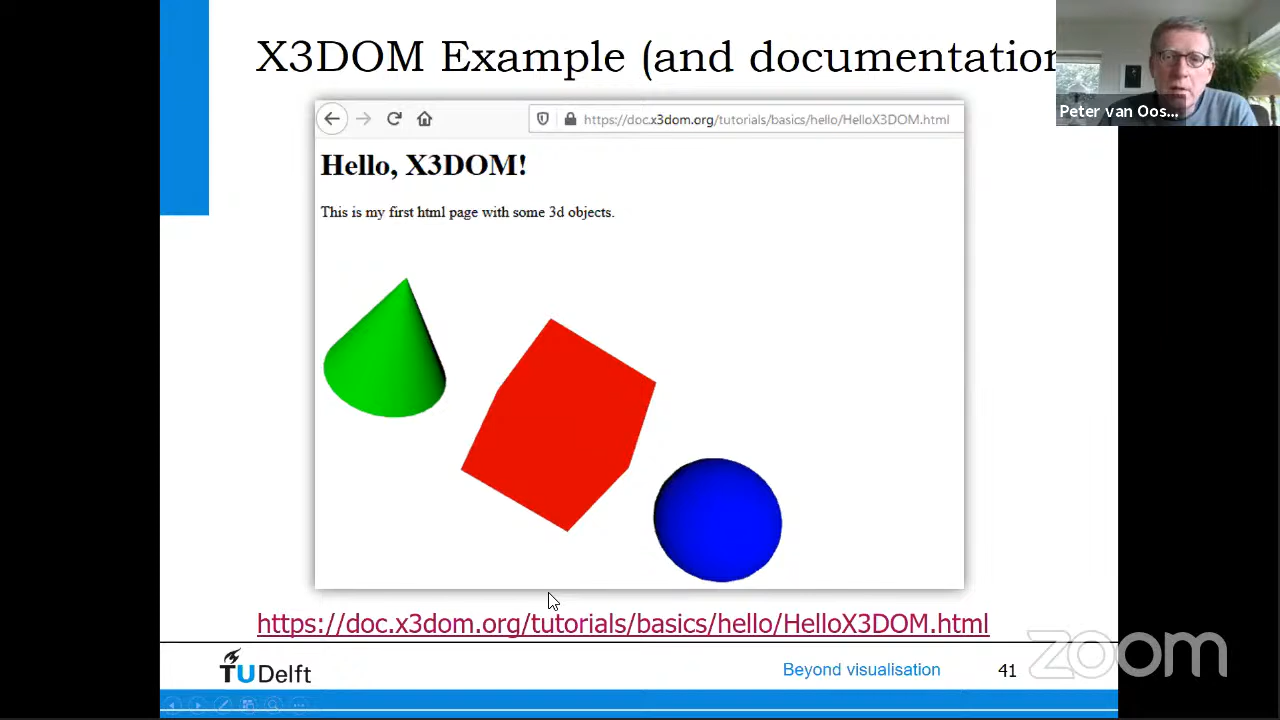 X3DOM Example (and documentation
Peter van Oos...
https://doc.x3dom.org/tutorials/basics/hello/HelloX3DOM.html
Hello, X3DOM!
This is my first html page with some 3d objects.
https://doc.x3dom.org/tutorials/basics/hello/HelloX3DOM.html
TUDelft
Beyond visualisation
41
zoom